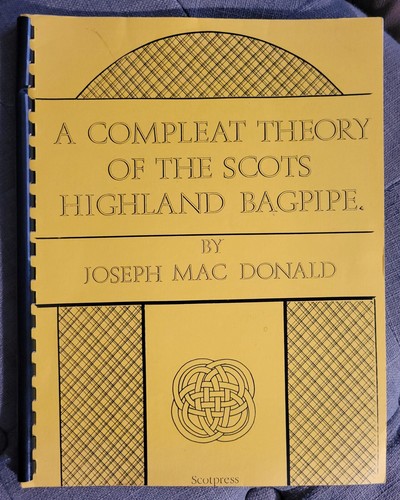 A COMPLEAT THEORY
OF THE SCOTS
HIGHLAND BAGPIPE.
BY
JOSEPH MAC DONALD
Scotpress